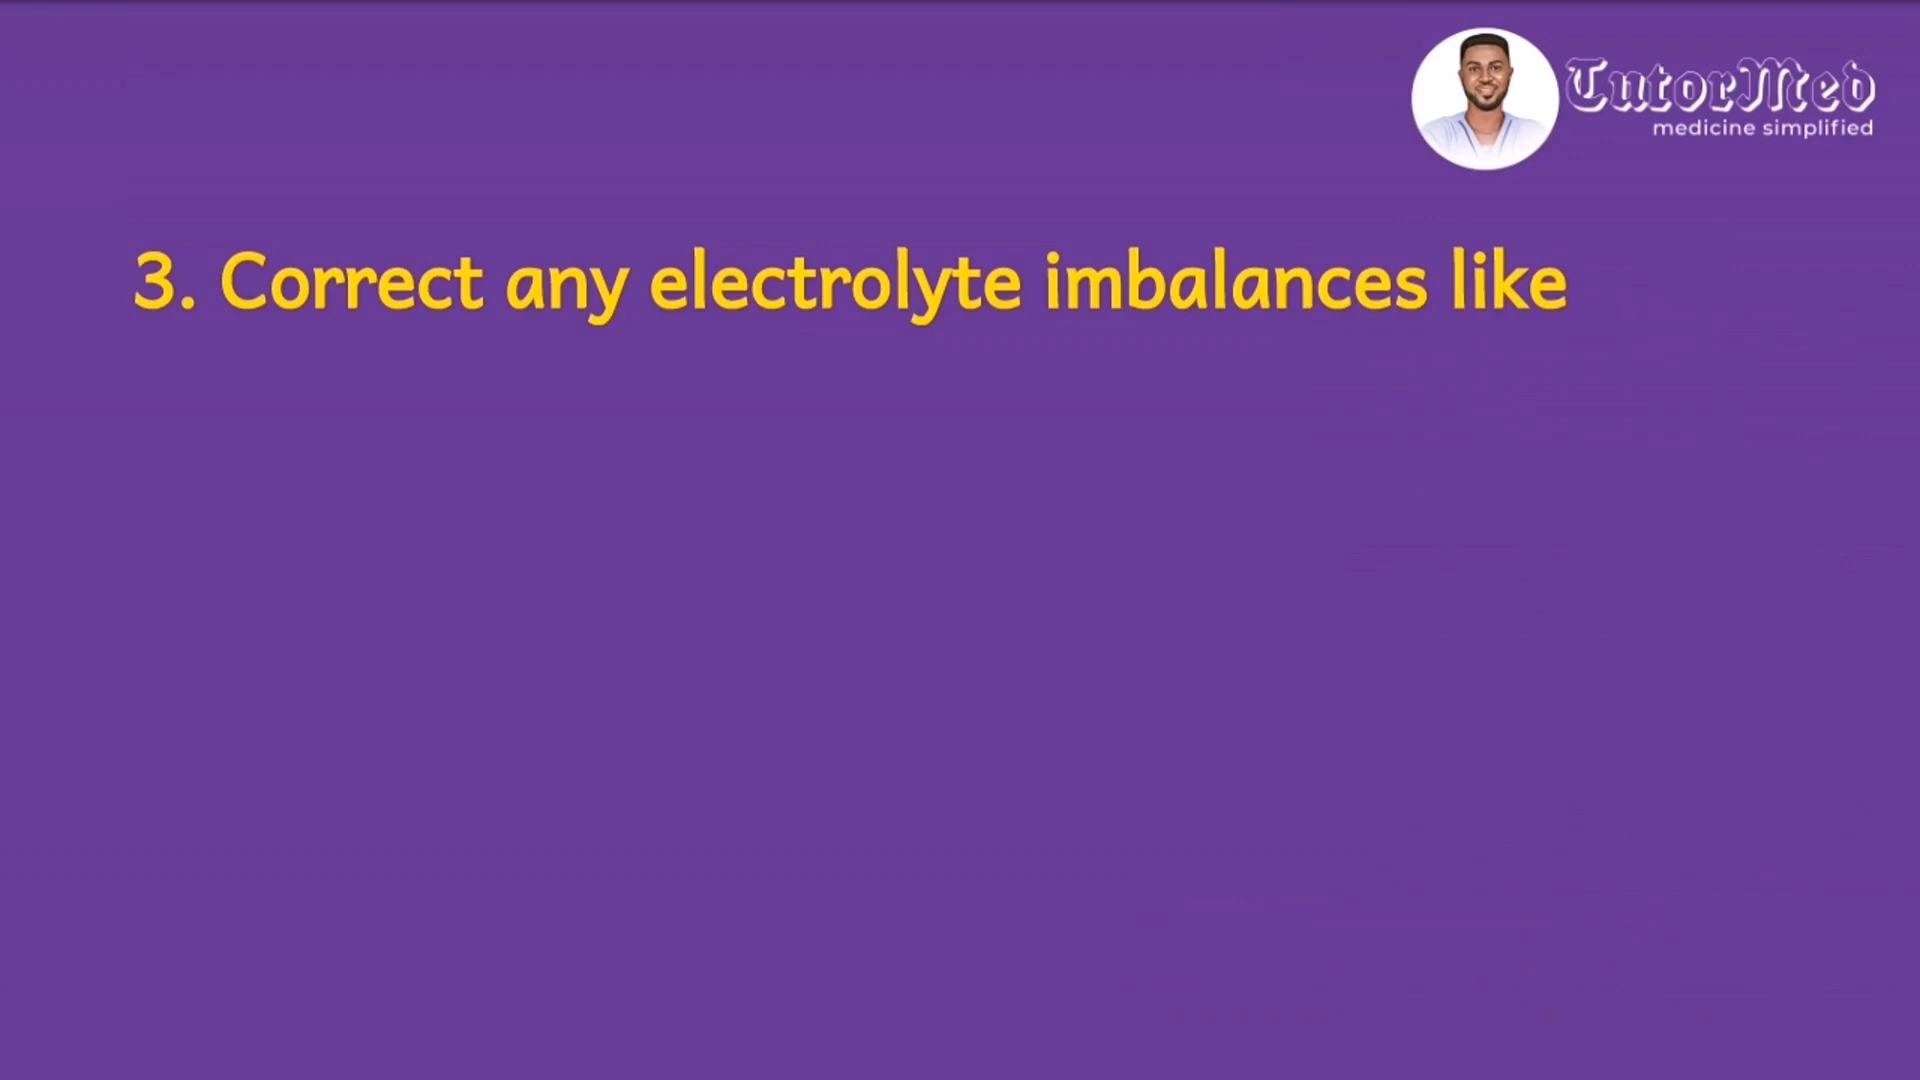 TutorMed
medicine simplified
3. Correct any electrolyte imbalances like